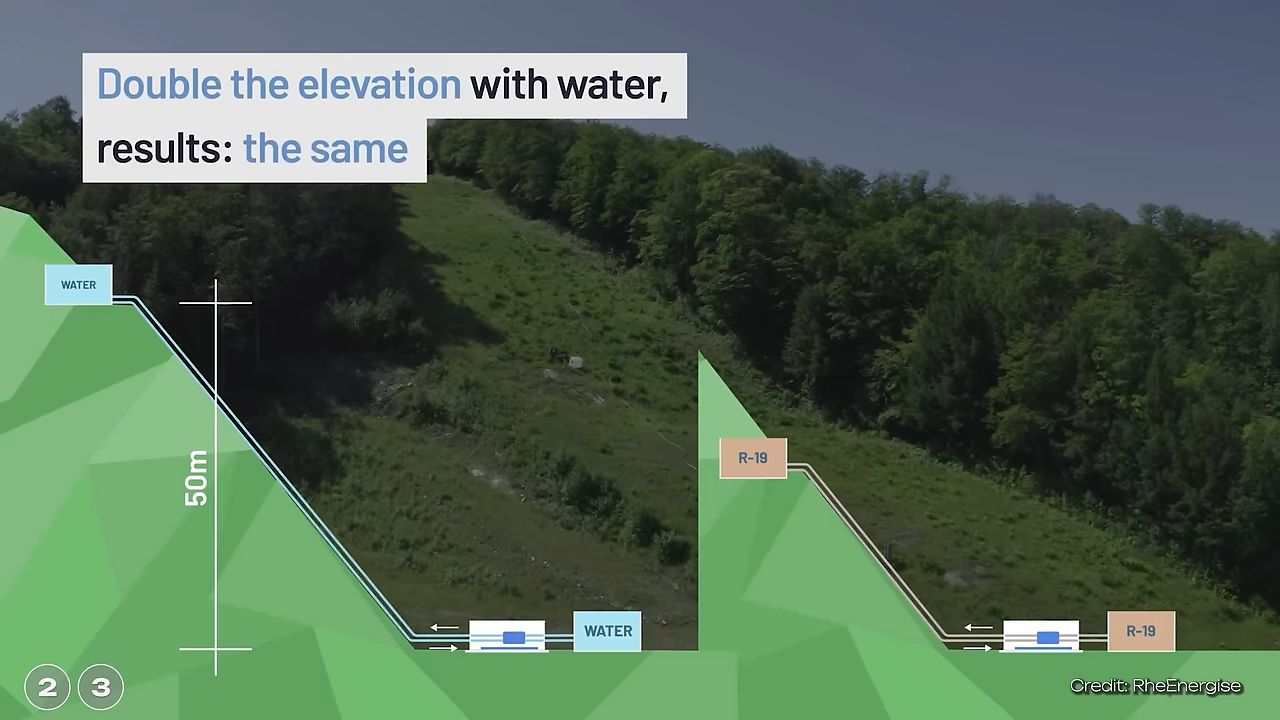 Double the elevation with water,
results: the same
WATER
50m
R-19
WATER
R-19
2 3
Credit: RheEnergise